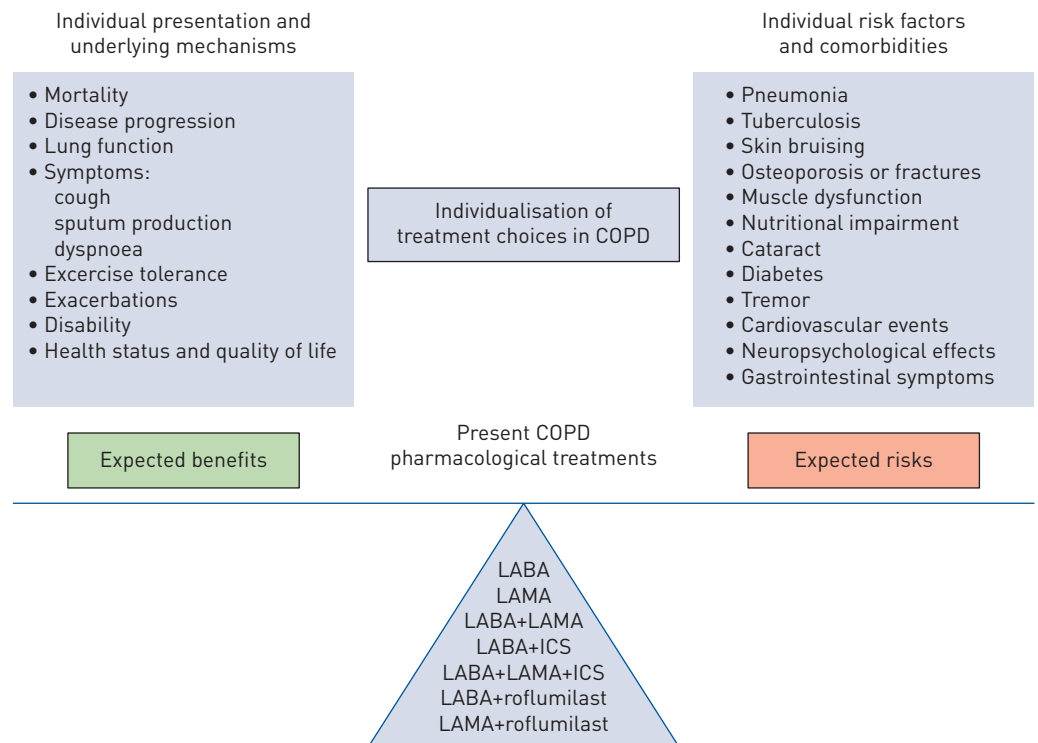 Individual presentation and
underlying mechanisms
• Mortality
• Disease progression
• Lung function
• Symptoms:
cough
sputum production
dyspnoea
• Excercise tolerance
• Exacerbations
• Disability
• Health status and quality of life
Individualisation of
treatment choices in COPD
Individual risk factors
and comorbidities
• Pneumonia
• Tuberculosis
• Skin bruising
• Osteoporosis or fractures
• Muscle dysfunction
• Nutritional impairment
• Cataract
• Diabetes
• Tremor
• Cardiovascular events
• Neuropsychological effects
• Gastrointestinal symptoms
Expected benefits
Present COPD
pharmacological treatments
Expected risks
LABA
LAMA
LABA+LAMA
LABA+ICS
LABA+LAMA+ICS
LABA+roflumilast
LAMA+roflumilast